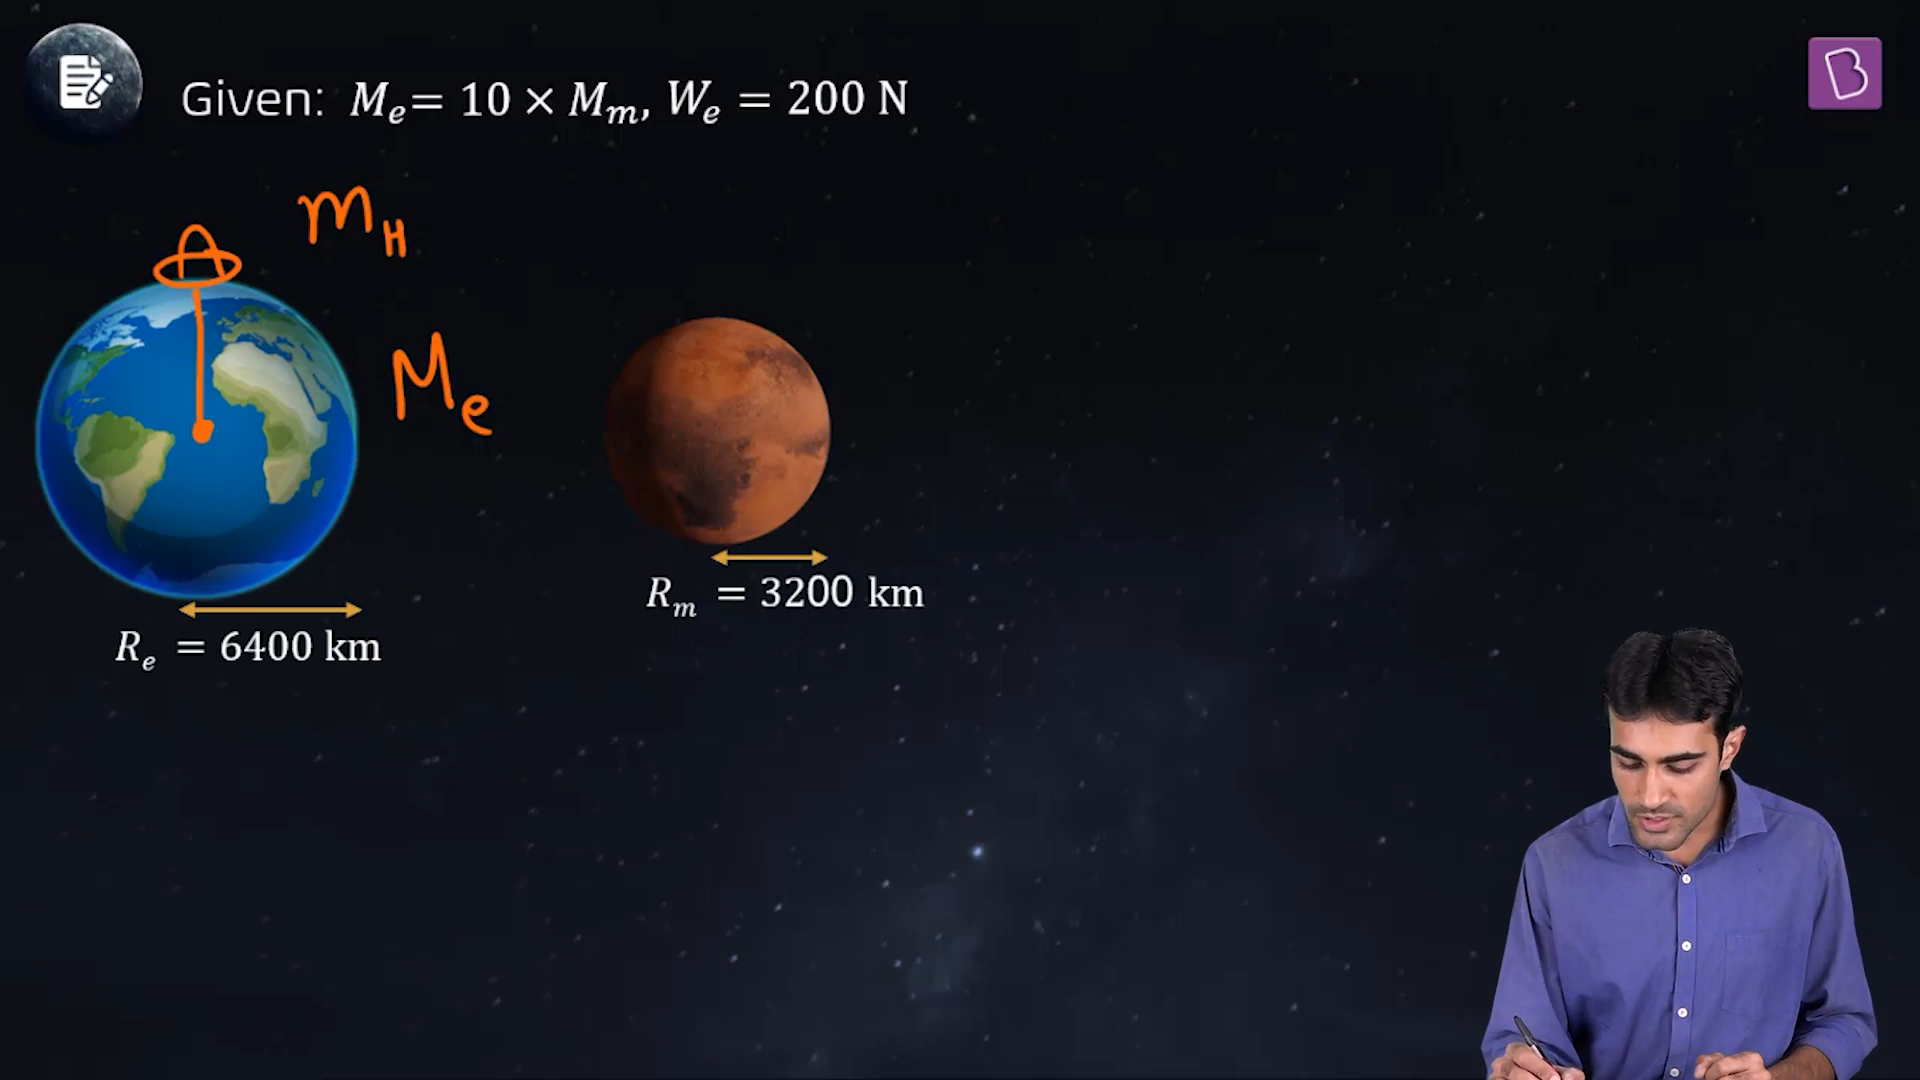 Given: Mₑ= 10 × Mₘ, Wₑ = 200 N
m_H
Mₑ
Rₘ = 3200 km
Rₑ = 6400 km
B